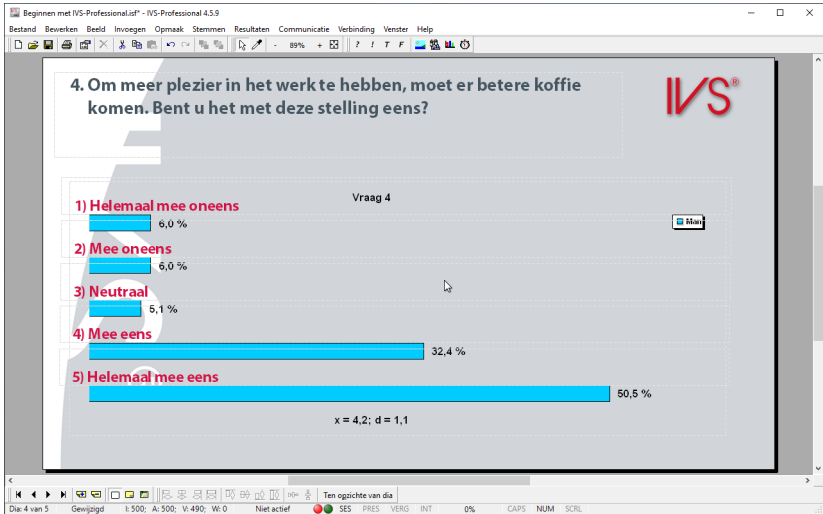 Beginnen met IVS-Professional.isf* - IVS-Professional 4.5.9
Bestand Bewerken Beeld Invoegen Opmaak Stemmen Resultaten Communicatie Verbinding Venster Help
- 89% + ? ! T F
4. Om meer plezier in het werk te hebben, moet er betere koffie
komen. Bent u het met deze stelling eens?
IVS®
Vraag 4
1) Helemaal mee oneens
6,0 %
Man
2) Mee oneens
6,0 %
3) Neutraal
5,1 %
4) Mee eens
32,4 %
5) Helemaal mee eens
50,5 %
x = 4,2; d = 1,1
Ten opzichte van dia
Dia: 4 van 5 Gewijzigd I: 500; A: 500; V: 490; W: 0 Niet actief SES PRES VERG INT 0% CAPS NUM SCRL